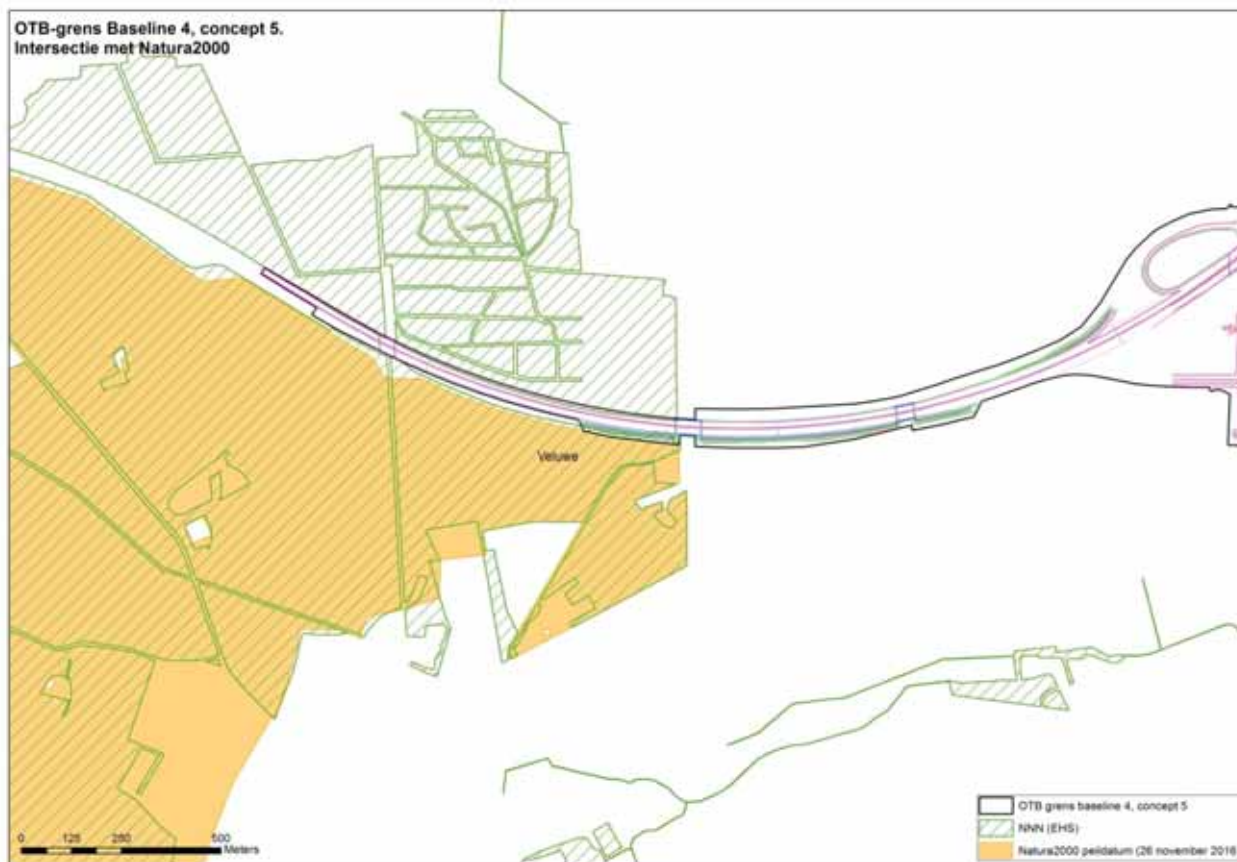 OTB-grens Baseline 4, concept 5.
Intersectie met Natura2000
Veluwe
0 125 250 500
Meters
OTB grens baseline 4, concept 5
NNN (EHS)
Natura2000 peildatum (26 november 2016)